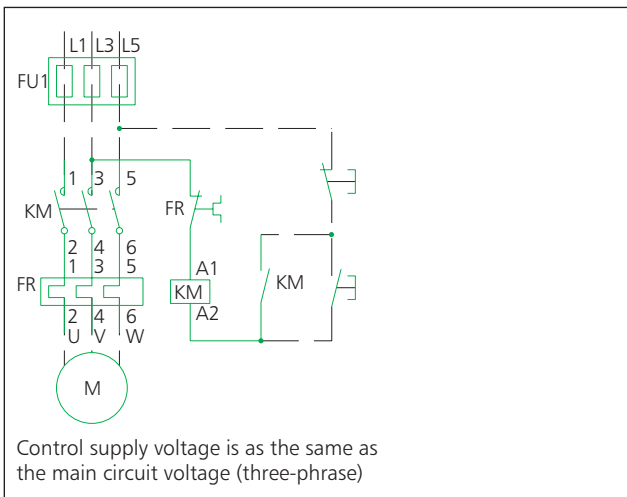 L1 L3 L5
FU1
1 3 5
KM
FR
2 4 6
1 3 5
FR
A1
KM
KM
A2
2 4 6
U V W
M
Control supply voltage is as the same as
the main circuit voltage (three-phrase)